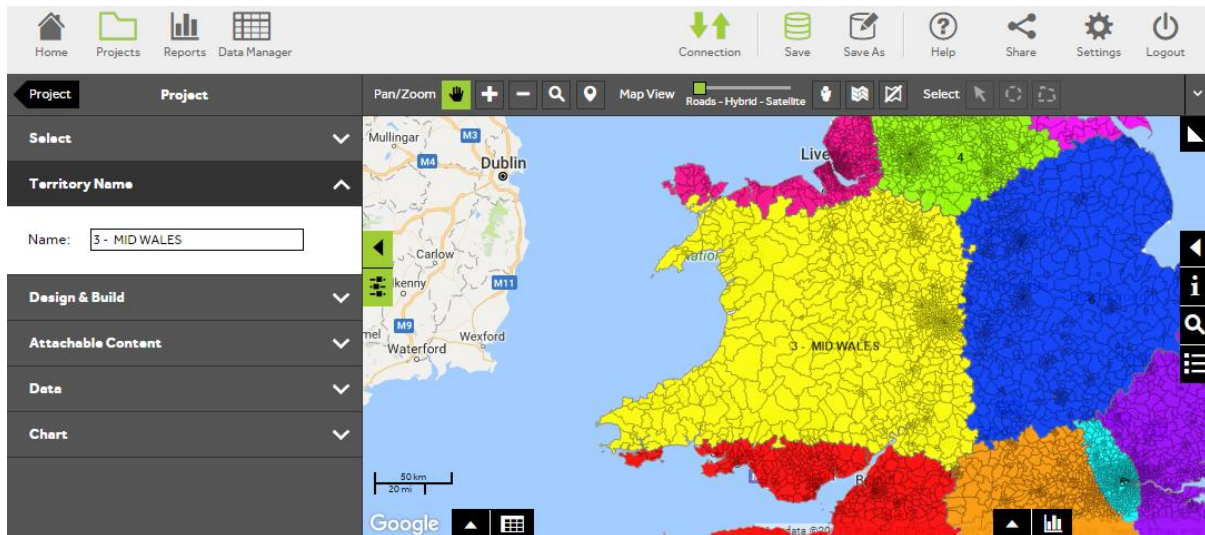 Home Projects Reports Data Manager Connection Save Save As Help Share Settings Logout
Project Project Pan/Zoom Map View Roads - Hybrid - Satellite Select
Select
Territory Name
Name: 3 - MID WALES
Design & Build
Attachable Content
Data
Chart
Mullingar M3
M4 Dublin
Carlow
kenny M11
M9 Wexford
Waterford
Live
4
6
3 - MID WALES
50 km
20 mi
Google